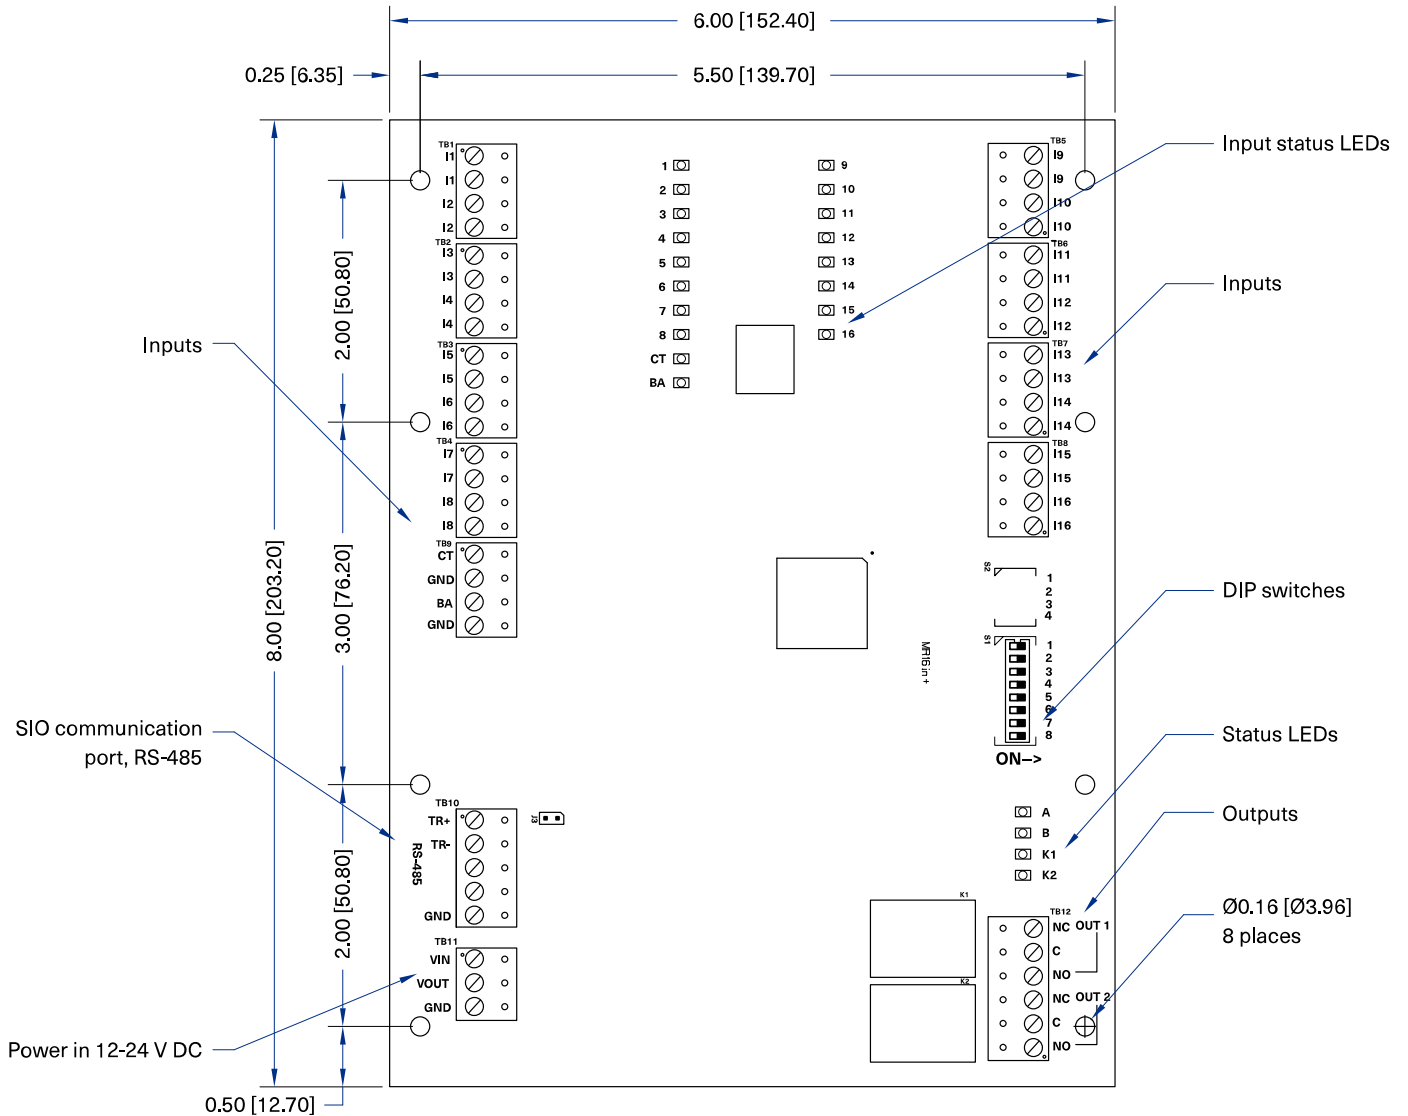 6.00 [152.40]
0.25 [6.35]
5.50 [139.70]
8.00 [203.20]
2.00 [50.80]
3.00 [76.20]
2.00 [50.80]
0.50 [12.70]
Inputs
SIO communication
port, RS-485
Power in 12-24 V DC
TB1
I1
I1
I2
I2
TB2
I3
I3
I4
I4
TB3
I5
I5
I6
I6
TB4
I7
I7
I8
I8
TB9
CT
GND
BA
GND
TB10
TR+
TR-
RS-485
GND
J3
TB11
VIN
VOUT
GND
1
2
3
4
5
6
7
8
CT
BA
9
10
11
12
13
14
15
16
MR16in+
TB5
I9
I9
I10
I10
TB6
I11
I11
I12
I12
TB7
I13
I13
I14
I14
TB8
I15
I15
I16
I16
S2
1
2
3
4
S1
1
2
3
4
5
6
7
8
ON-->
A
B
K1
K2
K1
K2
TB12
NC OUT 1
C
NO
NC OUT 2
C
NO
Input status LEDs
Inputs
DIP switches
Status LEDs
Outputs
Ø0.16 [Ø3.96]
8 places